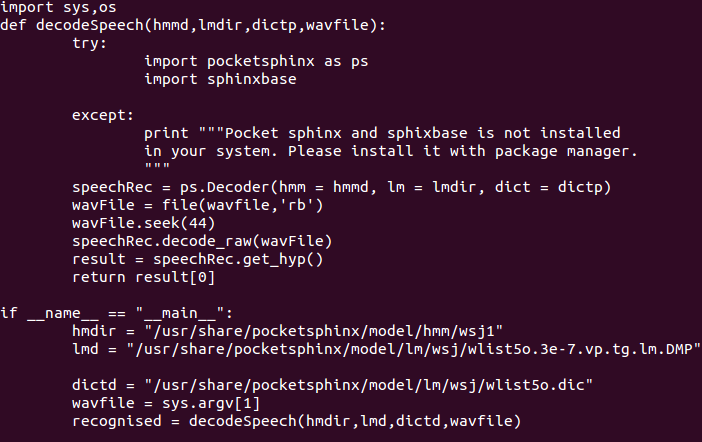 import sys,os
def decodeSpeech(hmmd,lmdir,dictp,wavfile):
        try:
                import pocketsphinx as ps
                import sphinxbase

        except:
                print """Pocket sphinx and sphixbase is not installed
                in your system. Please install it with package manager.
                """
        speechRec = ps.Decoder(hmm = hmmd, lm = lmdir, dict = dictp)
        wavFile = file(wavfile,'rb')
        wavFile.seek(44)
        speechRec.decode_raw(wavFile)
        result = speechRec.get_hyp()
        return result[0]

if __name__ == "__main__":
        hmdir = "/usr/share/pocketsphinx/model/hmm/wsj1"
        lmd = "/usr/share/pocketsphinx/model/lm/wsj/wlist5o.3e-7.vp.tg.lm.DMP"

        dictd = "/usr/share/pocketsphinx/model/lm/wsj/wlist5o.dic"
        wavfile = sys.argv[1]
        recognised = decodeSpeech(hmdir,lmd,dictd,wavfile)